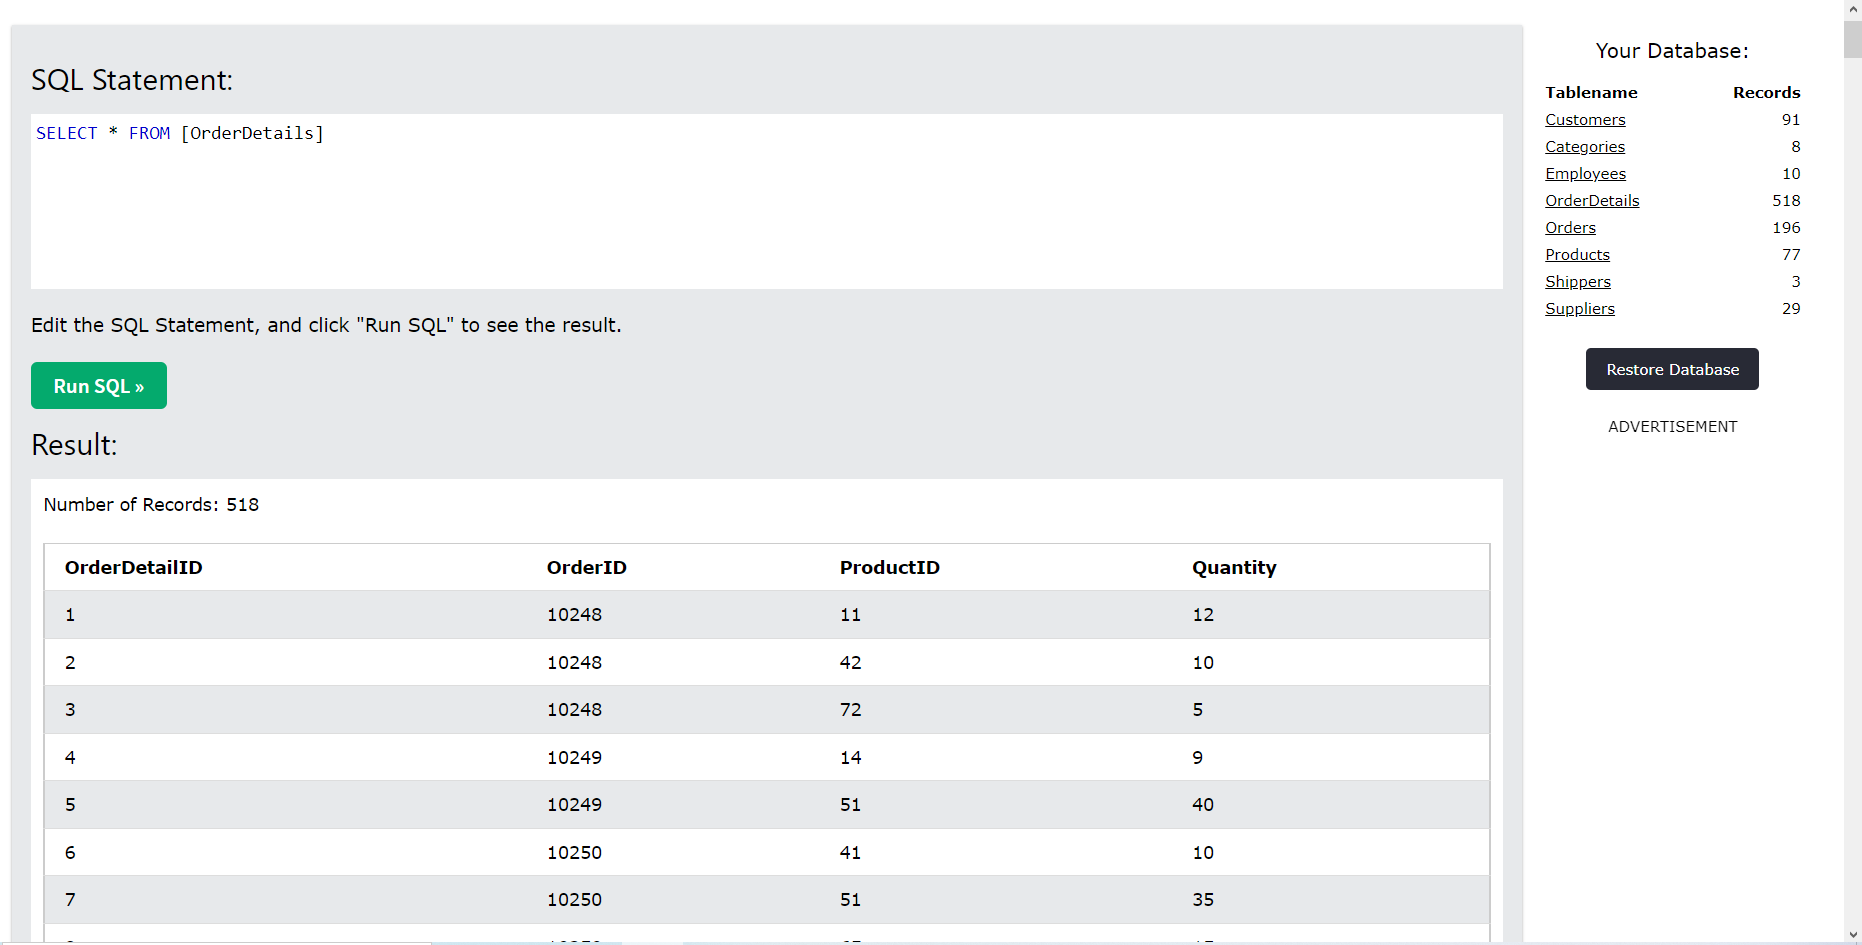 SQL Statement:
SELECT * FROM [OrderDetails]
Edit the SQL Statement, and click "Run SQL" to see the result.
Run SQL »
Result:
Number of Records: 518
OrderDetailID OrderID ProductID Quantity
1 10248 11 12
2 10248 42 10
3 10248 72 5
4 10249 14 9
5 10249 51 40
6 10250 41 10
7 10250 51 35
Your Database:
Tablename Records
Customers 91
Categories 8
Employees 10
OrderDetails 518
Orders 196
Products 77
Shippers 3
Suppliers 29
Restore Database
ADVERTISEMENT